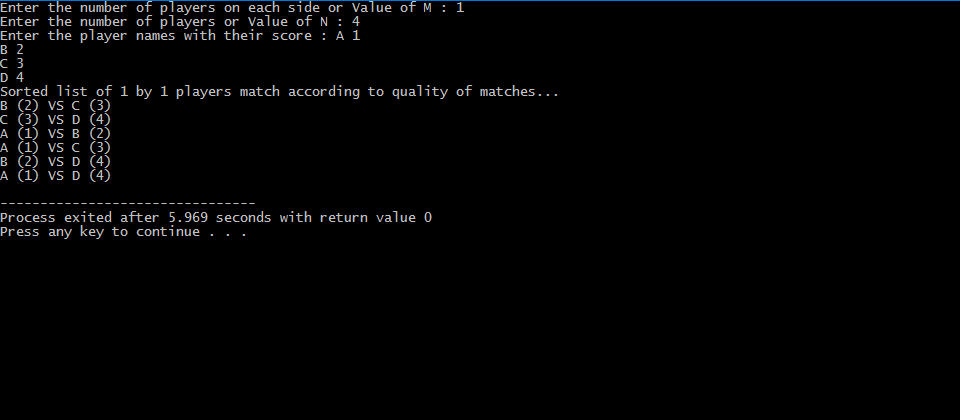 Enter the number of players on each side or Value of M : 1
Enter the number of players or Value of N : 4
Enter the player names with their score : A 1
B 2
C 3
D 4
Sorted list of 1 by 1 players match according to quality of matches...
B (2) VS C (3)
C (3) VS D (4)
A (1) VS B (2)
A (1) VS C (3)
B (2) VS D (4)
A (1) VS D (4)
--------------------------------
Process exited after 5.969 seconds with return value 0
Press any key to continue . . .